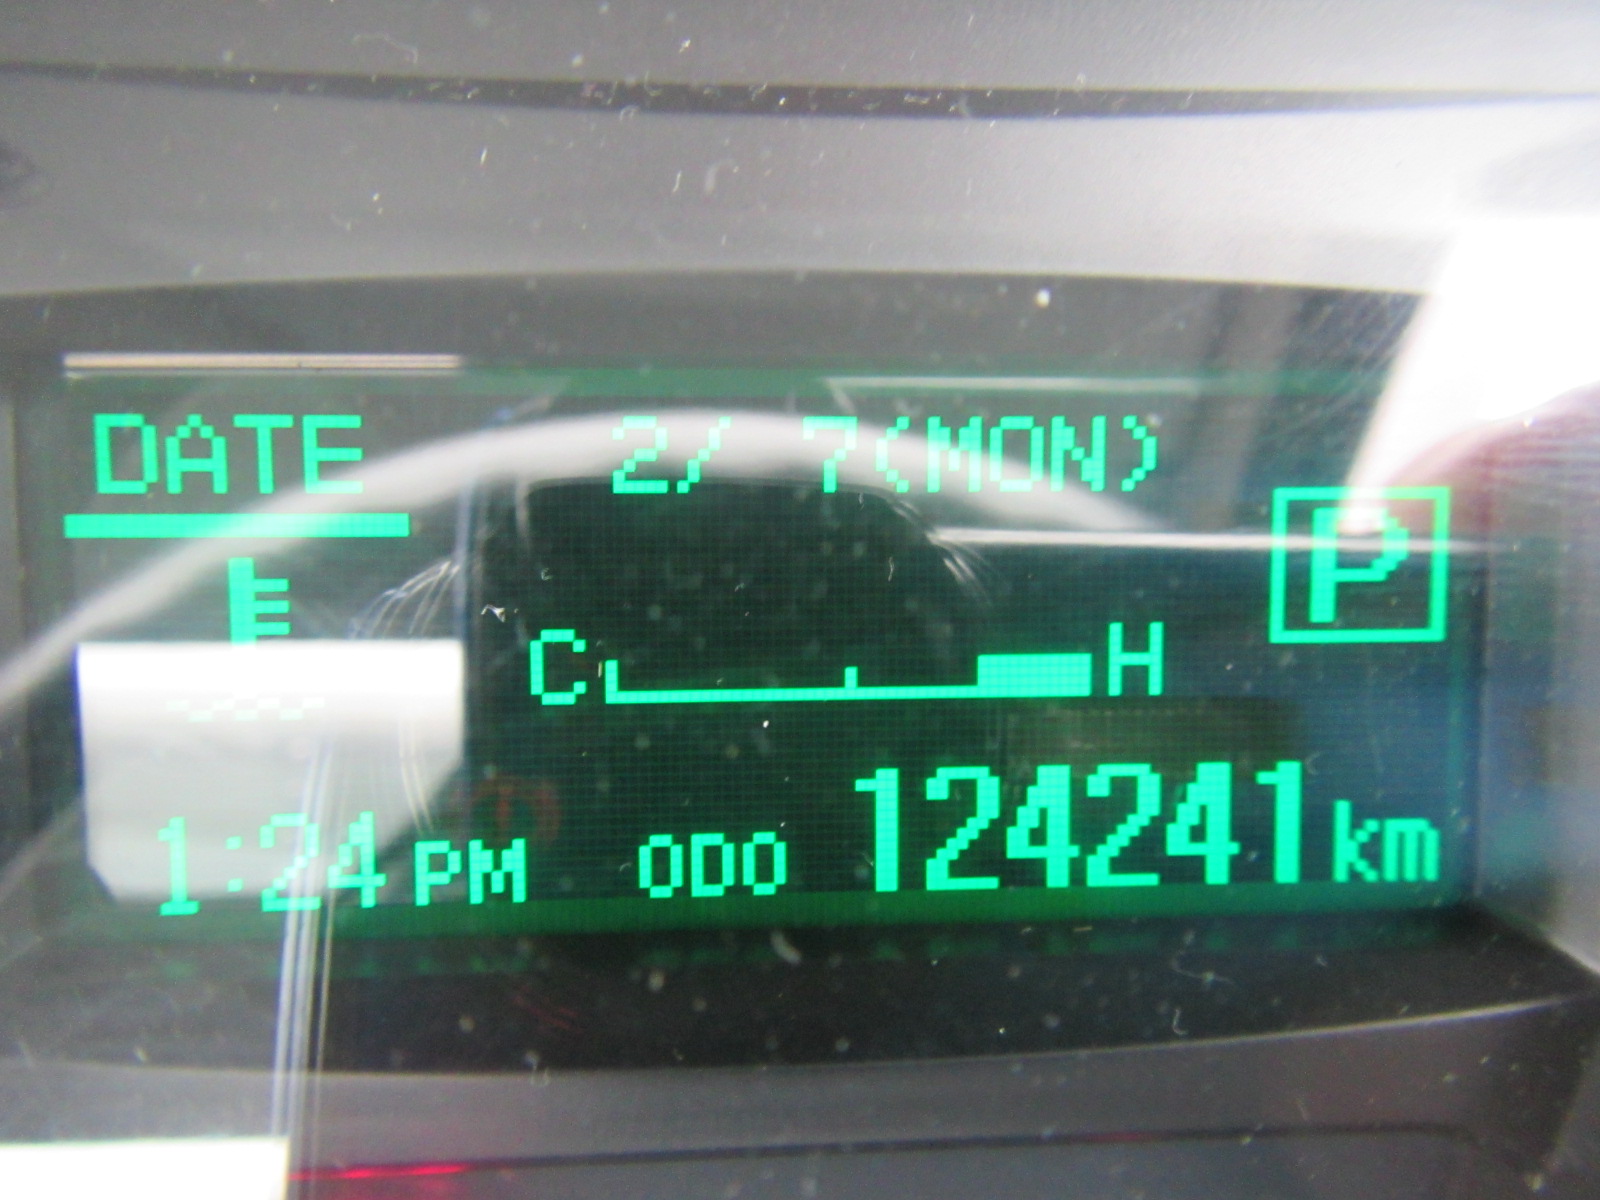 DATE 2/ 7(MON)
P
C H
1:24 PM ODO 124241 km